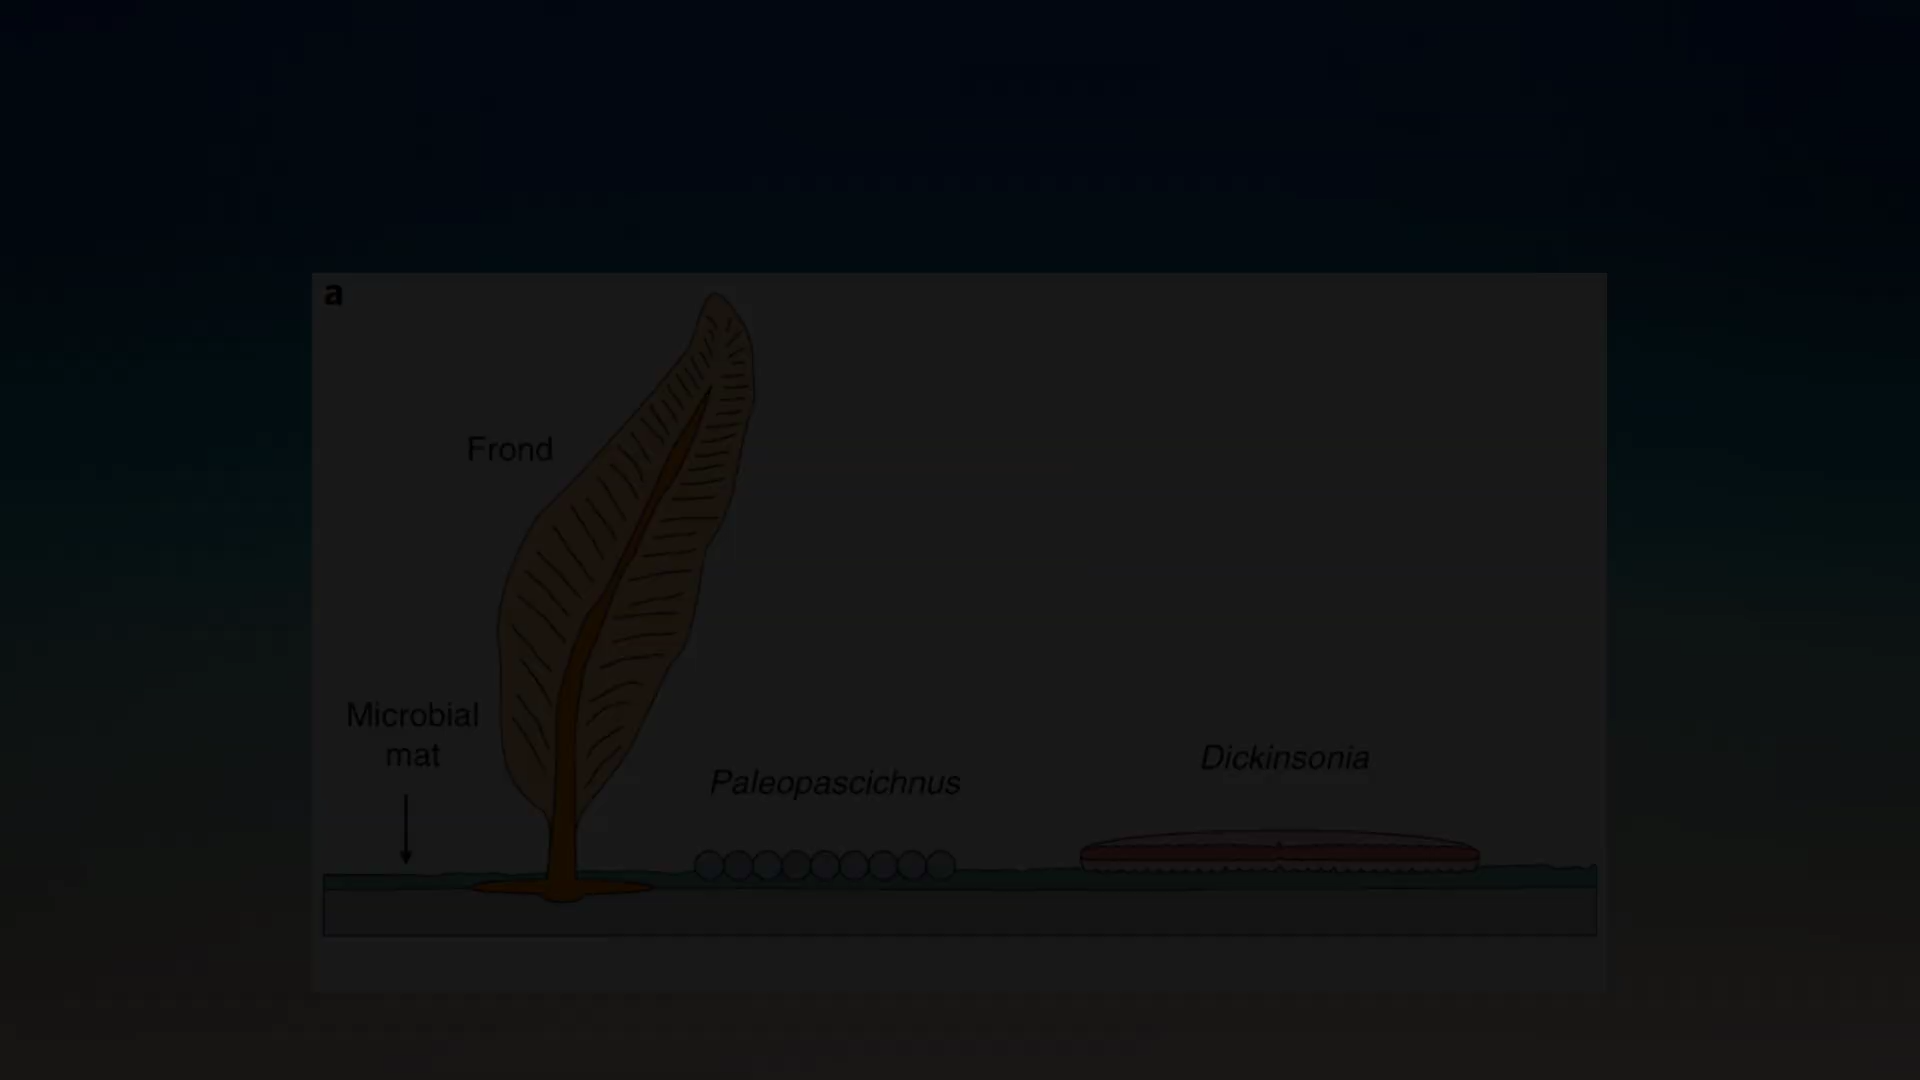 a
Frond
Microbial
mat
Paleopascichnus
Dickinsonia